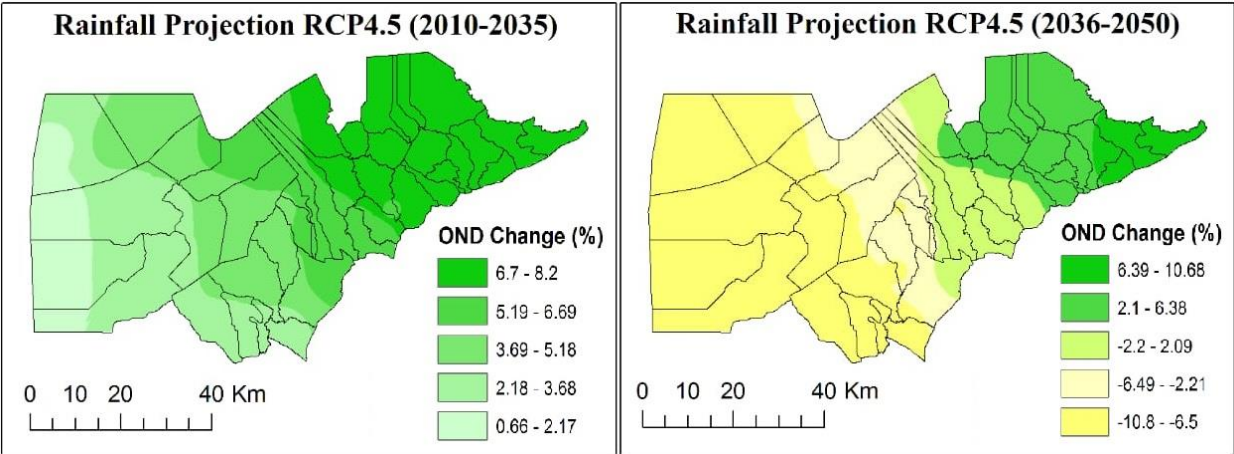 Rainfall Projection RCP4.5 (2010-2035)
OND Change (%)
6.7 - 8.2
5.19 - 6.69
3.69 - 5.18
2.18 - 3.68
0.66 - 2.17
0 10 20 40 Km
Rainfall Projection RCP4.5 (2036-2050)
OND Change (%)
6.39 - 10.68
2.1 - 6.38
-2.2 - 2.09
-6.49 - -2.21
-10.8 - -6.5
0 10 20 40 Km